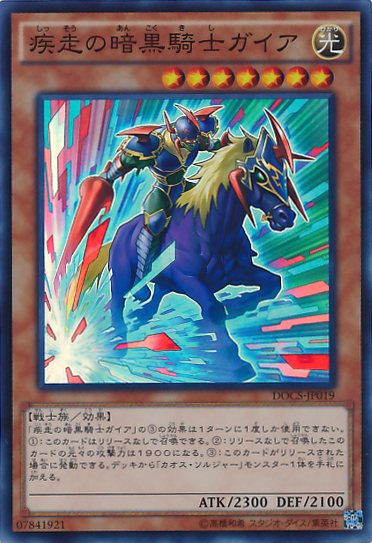 しっそう あんこくきし
疾走の暗黒騎士ガイア
ひかり
光
DOCS-JP019
【戦士族/効果】
「疾走の暗黒騎士ガイア」の③の効果は1ターンに1度しか使用できない。
①:このカードはリリースなしで召喚できる。②:リリースなしで召喚したこ
のカードの元々の攻撃力は1900になる。③:このカードがリリースされた
場合に発動できる。デッキから「カオス・ソルジャー」モンスター1体を手札に
加える。
ATK/2300 DEF/2100
07841921
©高橋和希 スタジオ・ダイス/集英社